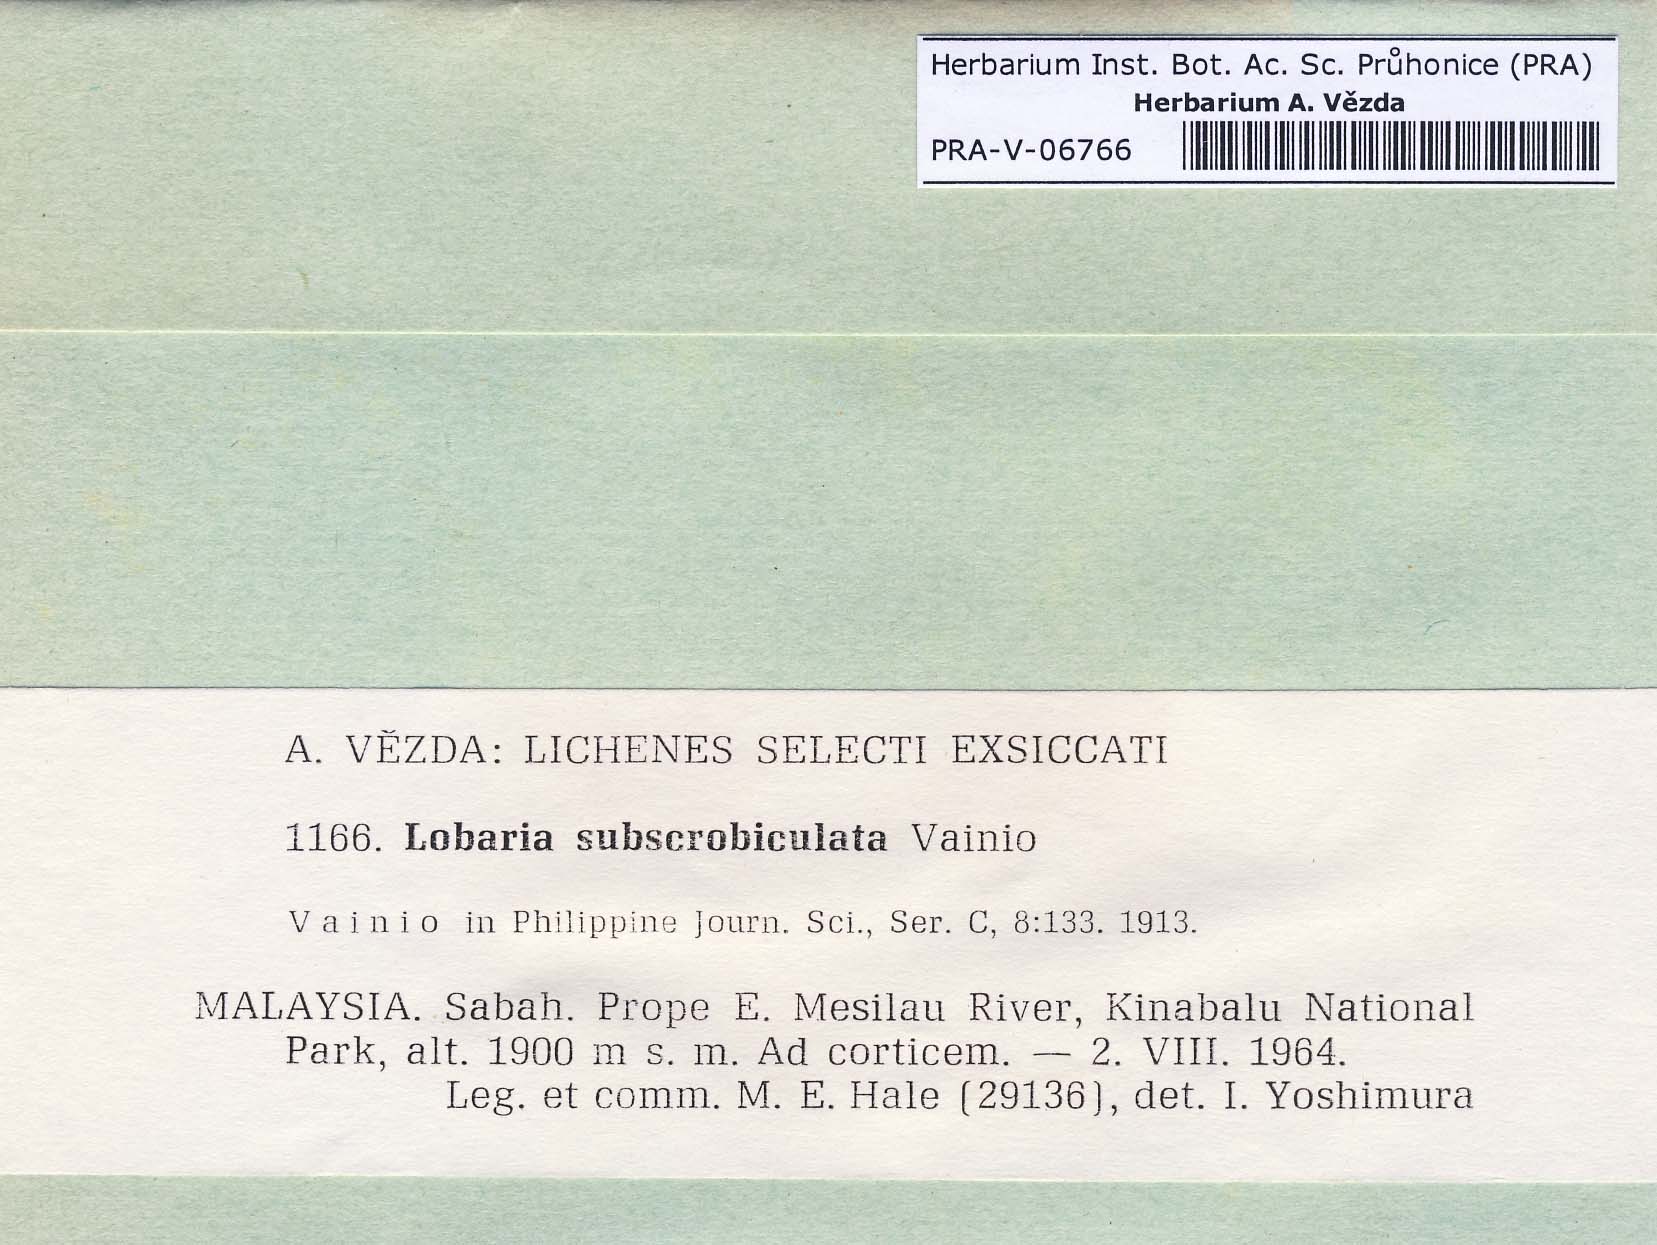 Herbarium Inst. Bot. Ac. Sc. Průhonice (PRA)
Herbarium A. Vězda
PRA-V-06766
A. VĚZDA: LICHENES SELECTI EXSICCATI
1166. Lobaria subscrobiculata Vainio
Vainio in Philippine Journ. Sci., Ser. C, 8:133. 1913.
MALAYSIA. Sabah. Prope E. Mesilau River, Kinabalu National
Park, alt. 1900 m s. m. Ad corticem. — 2. VIII. 1964.
Leg. et comm. M. E. Hale (29136), det. I. Yoshimura